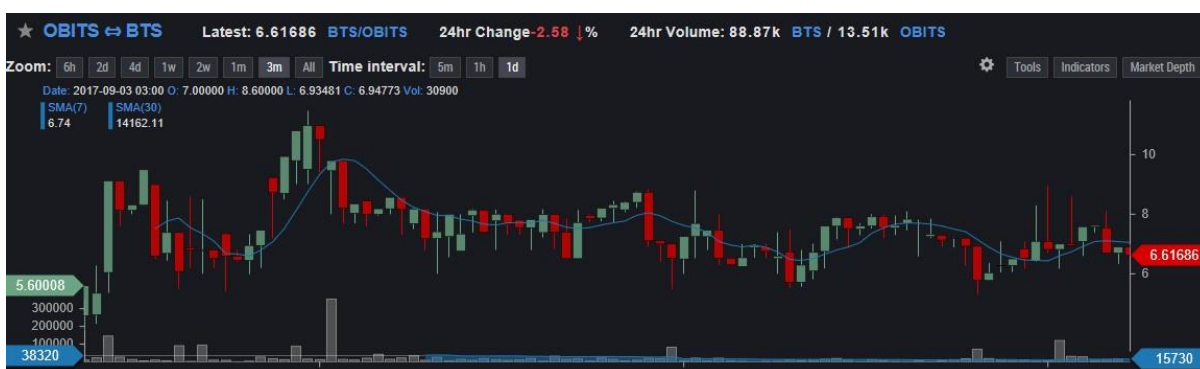 ★ OBITS ⇔ BTS Latest: 6.61686 BTS/OBITS 24hr Change-2.58 ↓% 24hr Volume: 88.87k BTS / 13.51k OBITS
Zoom: 6h 2d 4d 1w 2w 1m 3m All Time interval: 5m 1h 1d Tools Indicators Market Depth
Date: 2017-09-03 03:00 O: 7.00000 H: 8.60000 L: 6.93481 C: 6.94773 Vol: 30900
SMA(7) SMA(30)
6.74 14162.11
10
8
6.61686
6
5.60008
300000
200000
100000
38320 15730